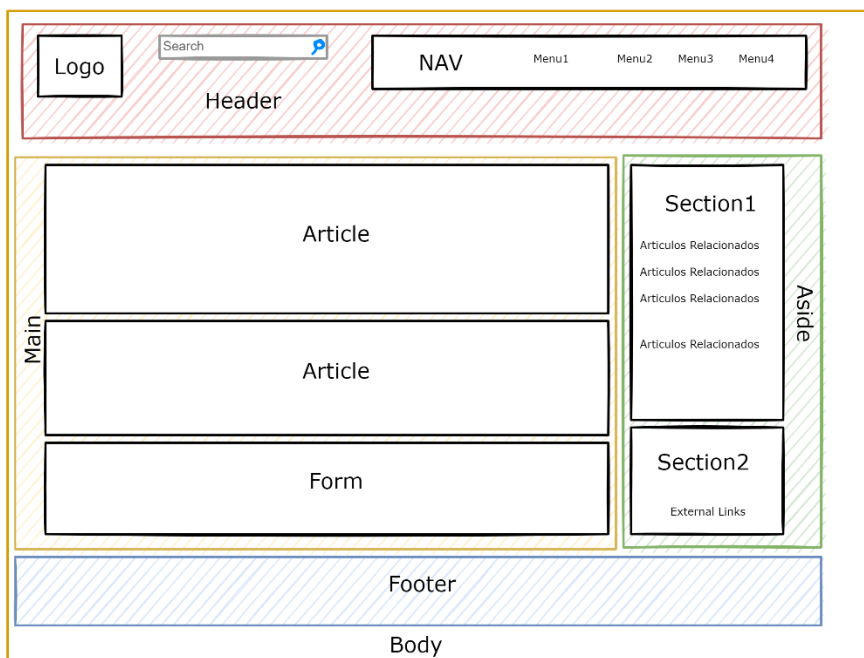 Logo
Search
NAV
Menu1
Menu2
Menu3
Menu4
Header
Main
Article
Article
Form
Section1
Articulos Relacionados
Articulos Relacionados
Articulos Relacionados
Articulos Relacionados
Aside
Section2
External Links
Footer
Body